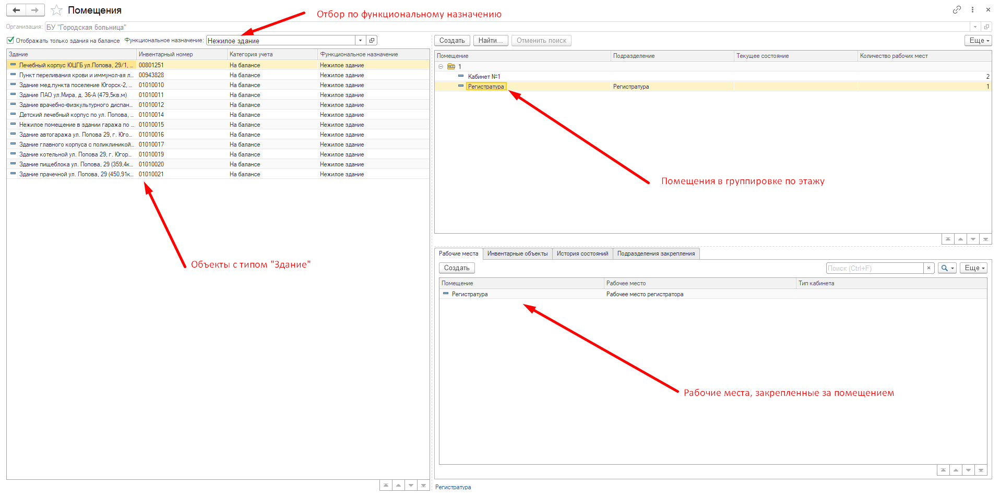 Помещения
Отбор по функциональному назначению
Организация: БУ "Городская больница"
Отображать только здания на балансе Функциональное назначение: Нежилое здание
Здание Инвентарный номер Категория учета Функциональное назначение
Лечебный корпус ЮЦГБ ул.Попова, 29/1, ... 00801251 На балансе Нежилое здание
Пункт переливания крови и иммунол-ая л... 00943828 На балансе Нежилое здание
Здание мед.пункта поселение Югорск-2, ... 01010010 На балансе Нежилое здание
Здание ПАО ул.Мира, д. 36-А (479,5кв.м) 01010011 На балансе Нежилое здание
Здание врачебно-физкультурного диспан... 01010012 На балансе Нежилое здание
Детский лечебный корпус по ул. Попова, ... 01010014 На балансе Нежилое здание
Нежилое помещение в здании гаража по ... 01010015 На балансе Нежилое здание
Здание автогаража ул. Попова 29, г. Юго... 01010016 На балансе Нежилое здание
Здание главного корпуса с поликлиникой... 01010017 На балансе Нежилое здание
Здание котельной ул. Попова 29, г. Югор... 01010019 На балансе Нежилое здание
Здание пищеблока ул. Попова, 29 (359,4к... 01010020 На балансе Нежилое здание
Здание прачечной ул. Попова, 29 (450,91к... 01010021 На балансе Нежилое здание
Объекты с типом "Здание"
Создать Найти... Отменить поиск Еще
Помещение Подразделение Текущее состояние Количество рабочих мест
1
Кабинет №1 2
Регистратура Регистратура 1
Помещения в группировке по этажу
Рабочие места Инвентарные объекты История состояний Подразделения закрепления
Создать Поиск (Ctrl+F) × Еще
Помещение Рабочее место Тип кабинета
Регистратура Рабочее место регистратора
Рабочие места, закрепленные за помещением
Регистратура